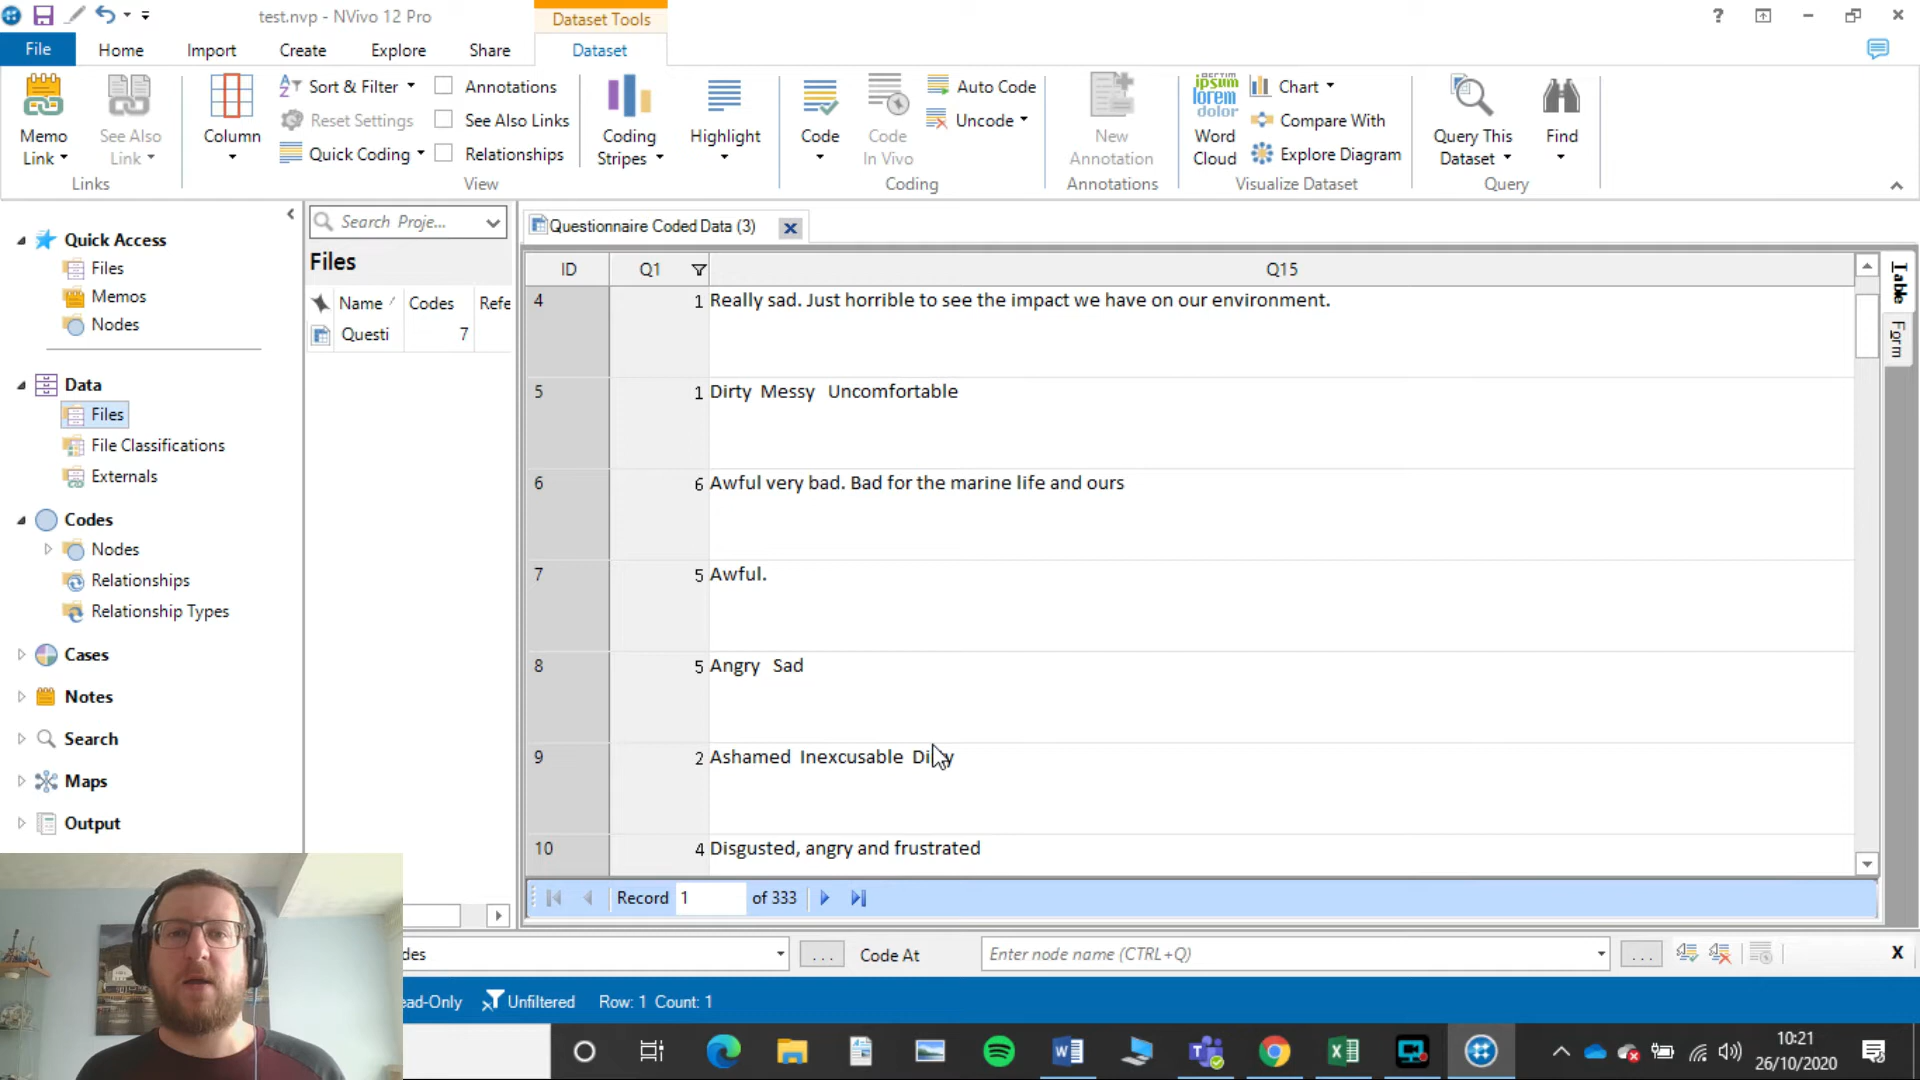 test.nvp - NVivo 12 Pro
Dataset Tools
?
File
Home
Import
Create
Explore
Share
Dataset
Memo Link
See Also Link
Links
Column
Sort & Filter
Reset Settings
Quick Coding
Annotations
See Also Links
Relationships
View
Coding Stripes
Highlight
Code
Code In Vivo
Auto Code
Uncode
Coding
New Annotation
Annotations
ipsum lorem dolor
Word Cloud
Chart
Compare With
Explore Diagram
Visualize Dataset
Query This Dataset
Find
Query
Quick Access
Files
Memos
Nodes
Data
Files
File Classifications
Externals
Codes
Nodes
Relationships
Relationship Types
Cases
Notes
Search
Maps
Output
Search Proje...
Files
Name Codes Refe
Questi 7
Questionnaire Coded Data (3)
ID Q1 Q15
4 1 Really sad. Just horrible to see the impact we have on our environment.
5 1 Dirty Messy Uncomfortable
6 6 Awful very bad. Bad for the marine life and ours
7 5 Awful.
8 5 Angry Sad
9 2 Ashamed Inexcusable Dirty
10 4 Disgusted, angry and frustrated
Table
Form
Record 1 of 333
des ... Code At Enter node name (CTRL+Q) ... X
ead-Only Unfiltered Row: 1 Count: 1
10:21
26/10/2020